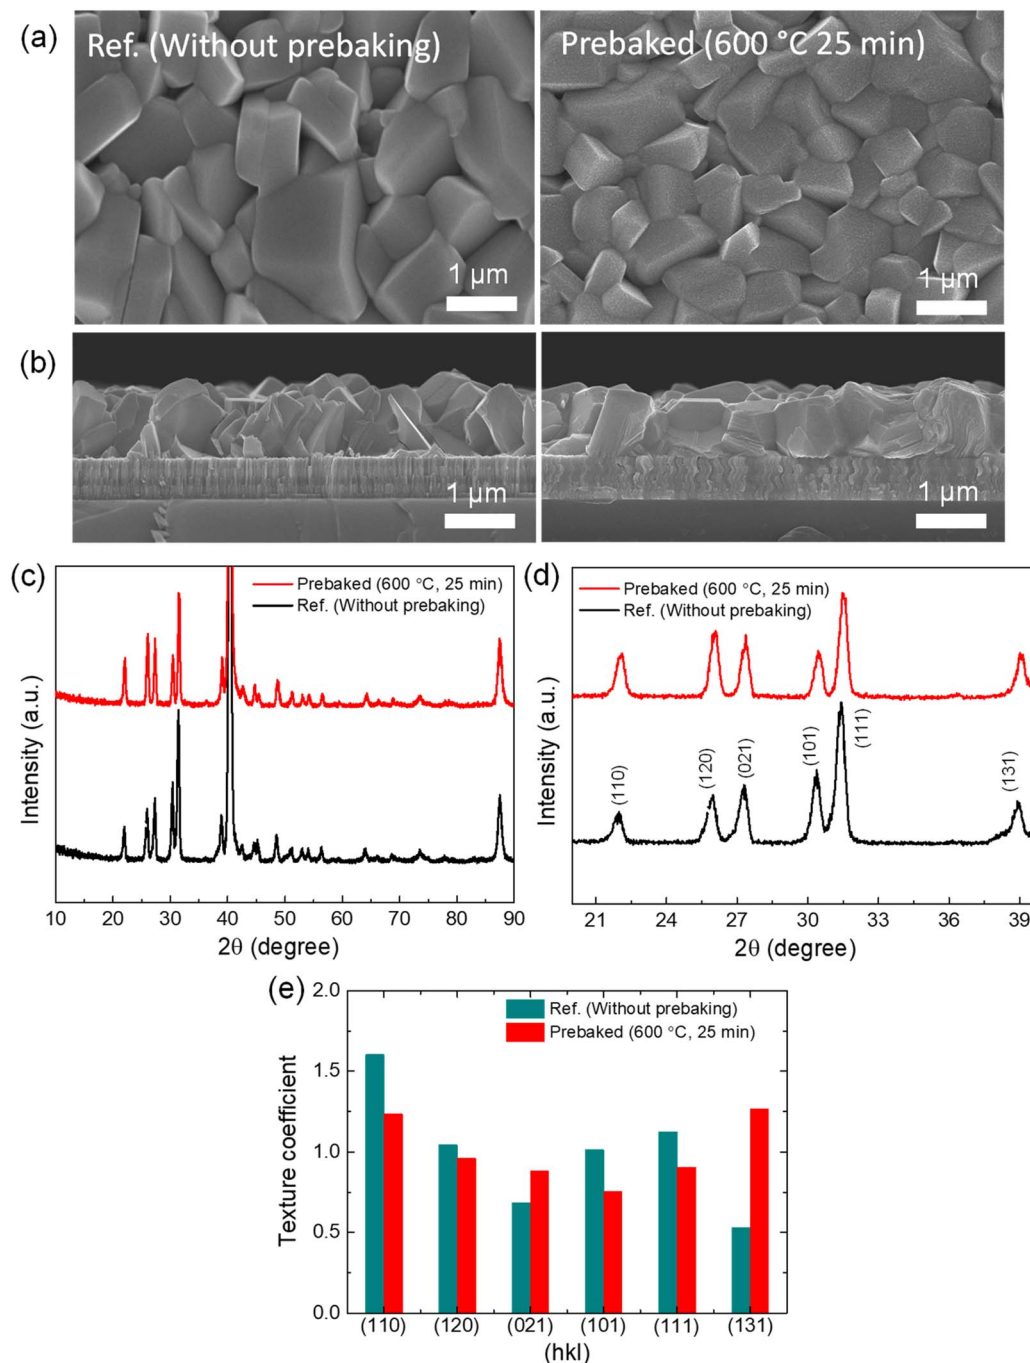 (a)
Ref. (Without prebaking)
Prebaked (600 °C 25 min)
1 µm
1 µm
(b)
1 µm
1 µm
(c)
Prebaked (600 °C, 25 min)
Ref. (Without prebaking)
Intensity (a.u.)
10 20 30 40 50 60 70 80 90
2θ (degree)
(d)
Prebaked (600 °C, 25 min)
Ref. (Without prebaking)
Intensity (a.u.)
(110)
(120)
(021)
(101)
(111)
(131)
21 24 27 30 33 36 39
2θ (degree)
(e)
Ref. (Without prebaking)
Prebaked (600 °C, 25 min)
Texture coefficient
2.0
1.5
1.0
0.5
0.0
(110) (120) (021) (101) (111) (131)
(hkl)